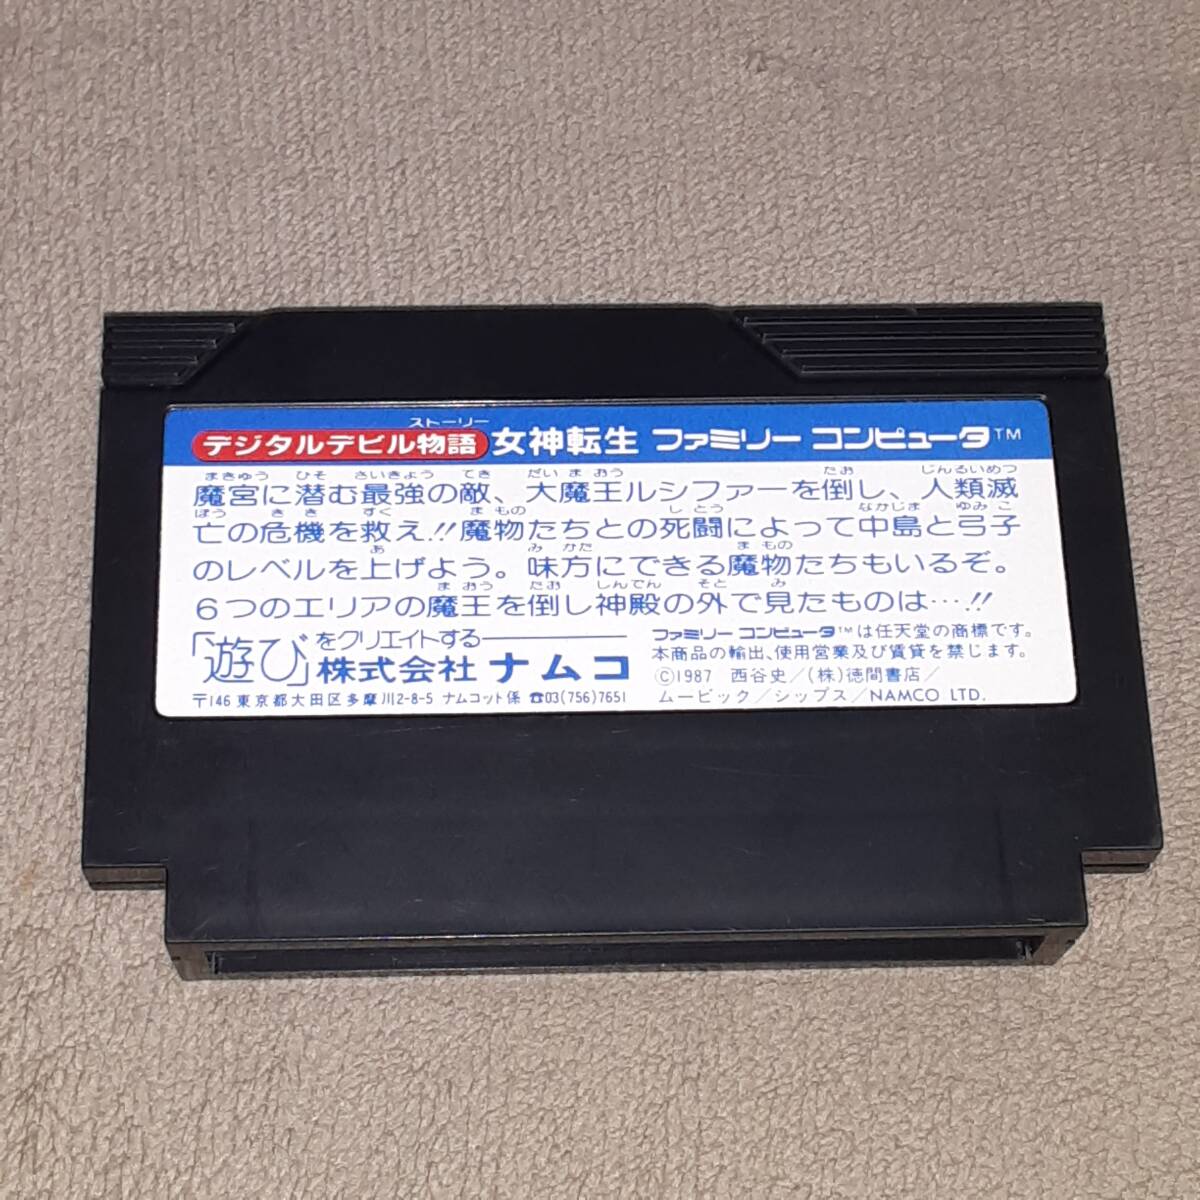 ストーリー
デジタルデビル物語 女神転生 ファミリー コンピュータ™
まきゅう ひそ さいきょう てき だい ま おう たお じんるいめつ
魔宮に潜む最強の敵、大魔王ルシファーを倒し、人類滅
ぼう き き すく ま もの し とう なかじま ゆみ こ
亡の危機を救え!!魔物たちとの死闘によって中島と弓子
あ み かた ま もの
のレベルを上げよう。味方にできる魔物たちもいるぞ。
ま おう たお しんでん そと み
6つのエリアの魔王を倒し神殿の外で見たものは…!!
「遊び」をクリエイトする
株式会社 ナムコ
〒146 東京都大田区多摩川2-8-5 ナムコット係 ☎03(756)7651
ファミリー コンピュータ™は任天堂の商標です。
本商品の輸出、使用営業及び賃貸を禁じます。
©1987 西谷史/(株)徳間書店/
ムービック/シップス/NAMCO LTD.